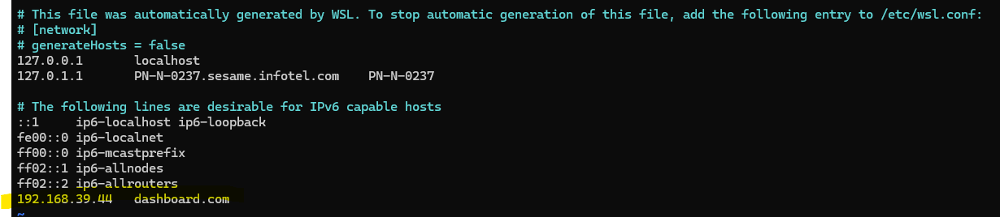 # This file was automatically generated by WSL. To stop automatic generation of this file, add the following entry to /etc/wsl.conf:
# [network]
# generateHosts = false
127.0.0.1       localhost
127.0.1.1       PN-N-0237.sesame.infotel.com    PN-N-0237
# The following lines are desirable for IPv6 capable hosts
::1     ip6-localhost ip6-loopback
fe00::0 ip6-localnet
ff00::0 ip6-mcastprefix
ff02::1 ip6-allnodes
ff02::2 ip6-allrouters
192.168.39.44   dashboard.com
~